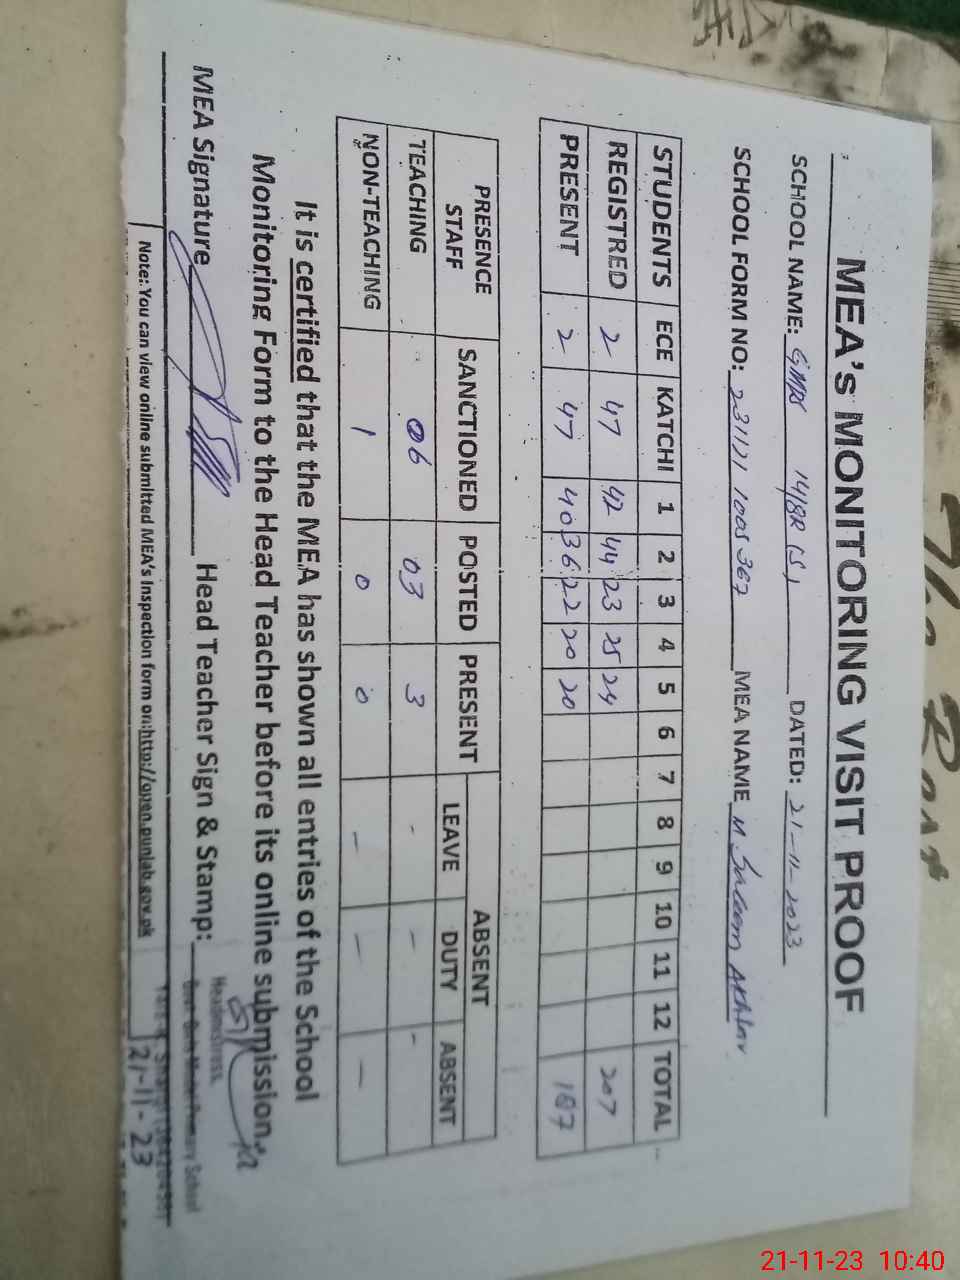 MEA's MONITORING VISIT PROOF
SCHOOL NAME: GMPS 14/8R (S) DATED: 21-11-2023
SCHOOL FORM NO: MEA NAME M Akhtar
STUDENTS ECE KATCHI 1 2 3 4 5 6 7 8 9 10 11 12 TOTAL
REGISTRED 2 47 42 44 23 25 24 207
PRESENT 2 47 40 36 22 20 20 187
PRESENCE STAFF SANCTIONED POSTED PRESENT ABSENT
LEAVE DUTY ABSENT
TEACHING 06 03 3 - - -
NON-TEACHING 1 0 0 - - -
It is certified that the MEA has shown all entries of the School
Monitoring Form to the Head Teacher before its online submission.
MEA Signature Head Teacher Sign & Stamp:
Headmistress,
School
21-11-23
Note: You can view online submitted MEA's Inspection form on: http://open.punjab.gov.pk
21-11-23 10:40